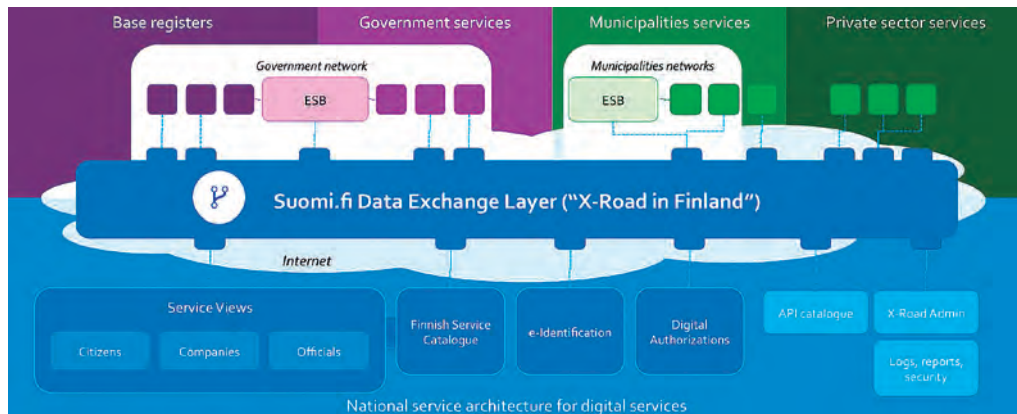 Base registers
Government services
Municipalities services
Private sector services
Government network
Municipalities networks
ESB
ESB
Suomi.fi Data Exchange Layer (“X-Road in Finland”)
Internet
Service Views
Citizens
Companies
Officials
Finnish Service
Catalogue
e-Identification
Digital
Authorizations
API catalogue
X-Road Admin
Logs, reports,
security
National service architecture for digital services